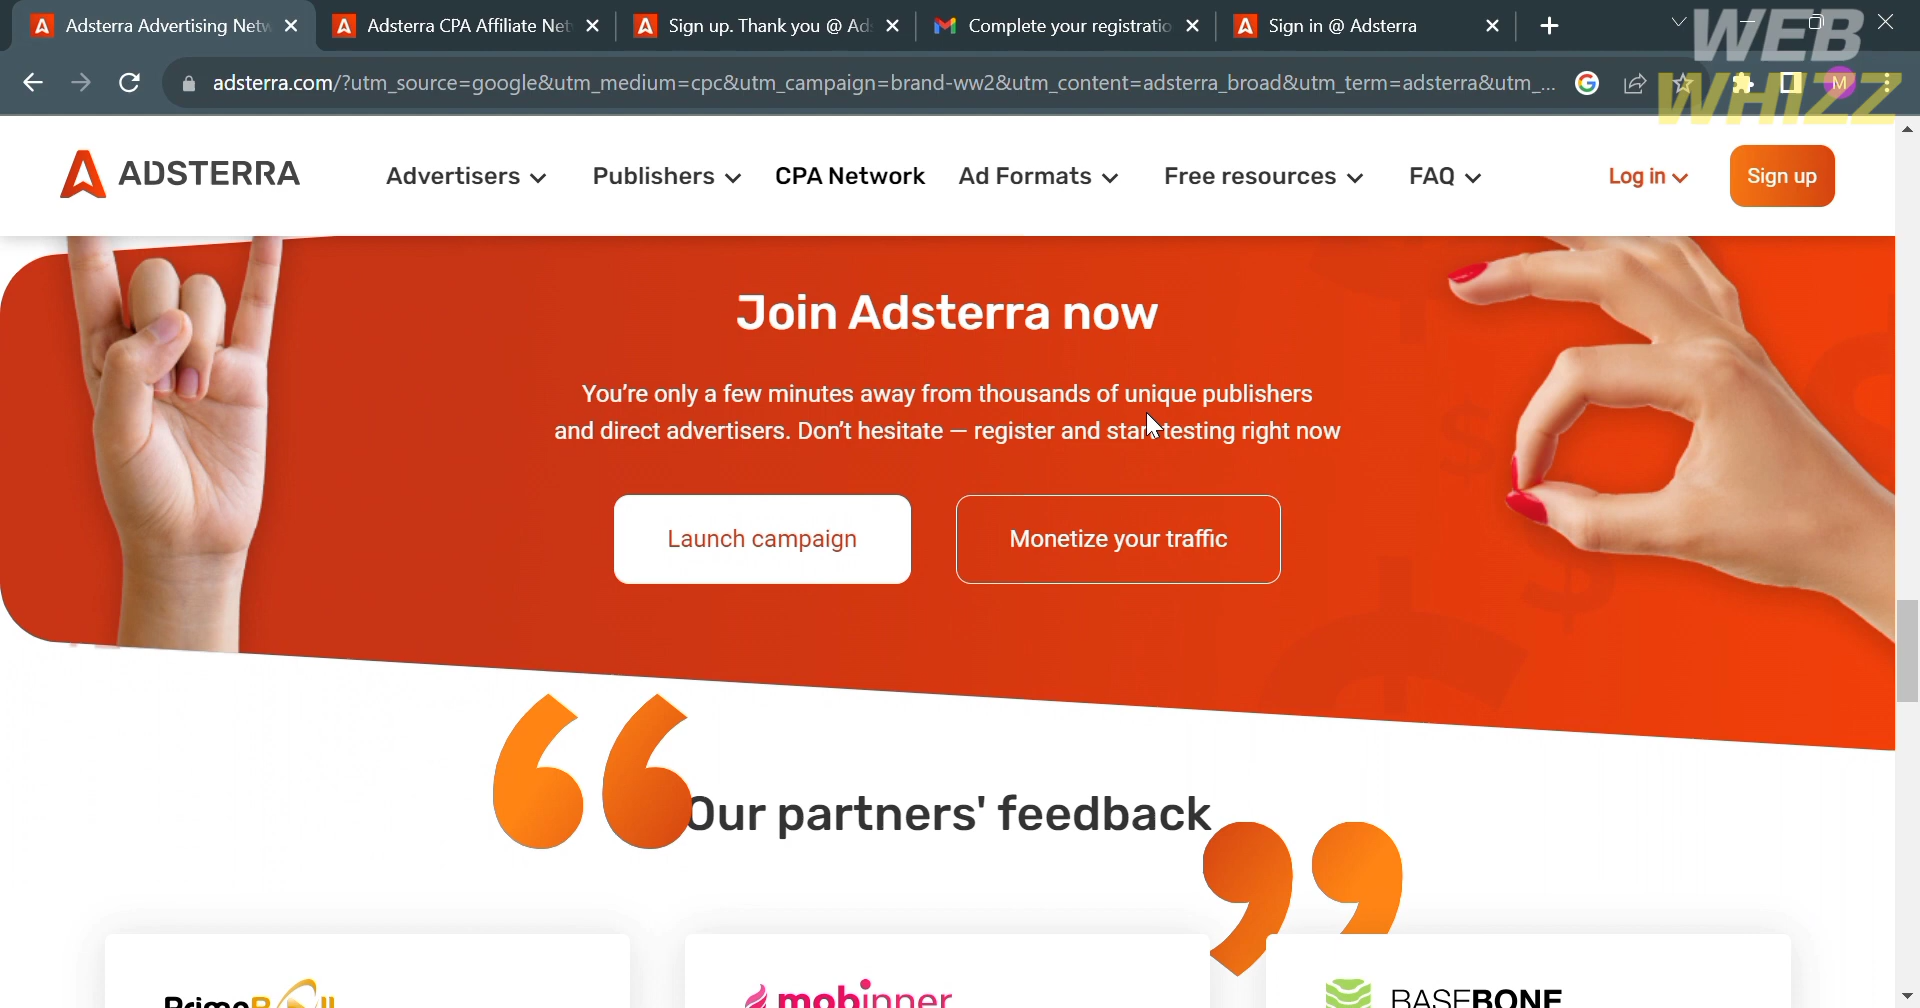 Adsterra Advertising Netw
Adsterra CPA Affiliate Net
Sign up. Thank you @ Ad
Complete your registratio
Sign in @ Adsterra
WEB
WHIZZ
adsterra.com/?utm_source=google&utm_medium=cpc&utm_campaign=brand-ww2&utm_content=adsterra_broad&utm_term=adsterra&utm_...
M
ADSTERRA
Advertisers
Publishers
CPA Network
Ad Formats
Free resources
FAQ
Log in
Sign up
Join Adsterra now
You're only a few minutes away from thousands of unique publishers
and direct advertisers. Don't hesitate — register and start testing right now
Launch campaign
Monetize your traffic
Our partners' feedback
mobinner
BASEBONE